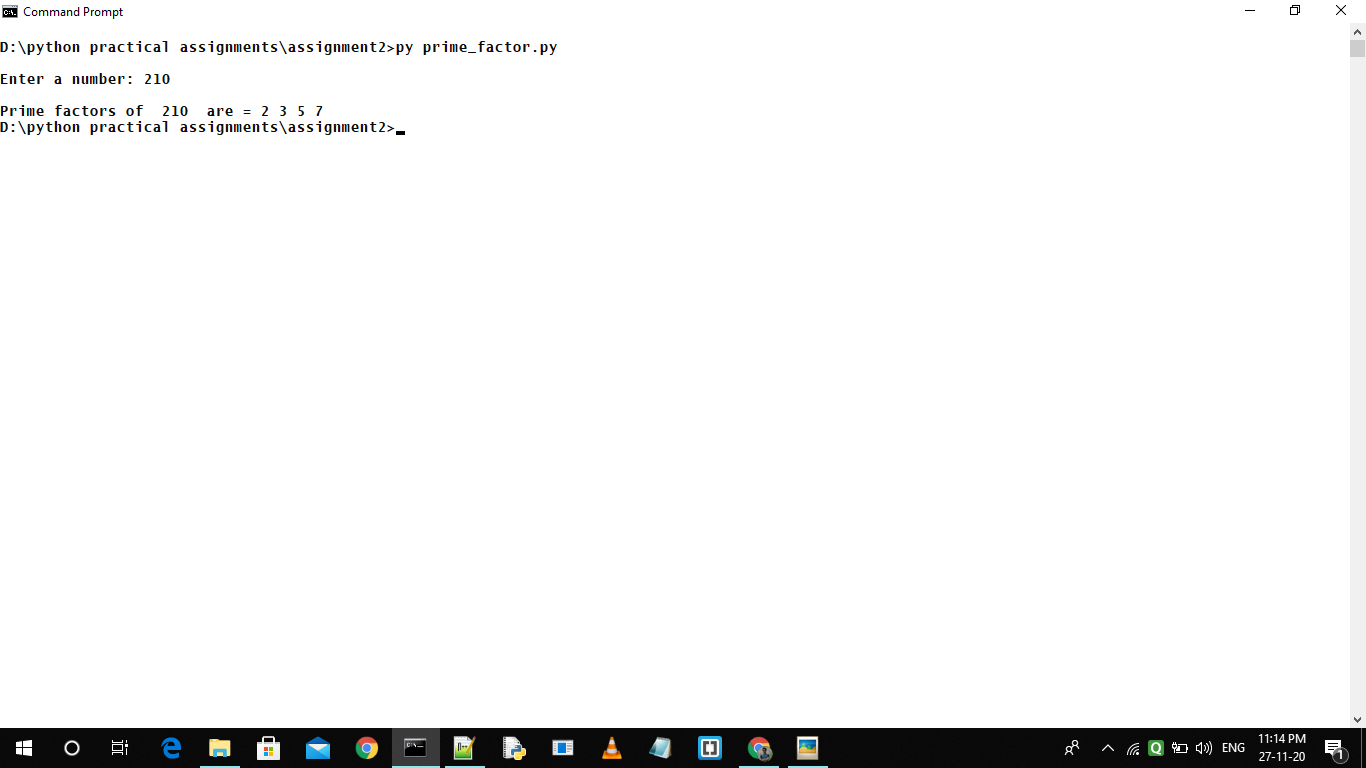 Command Prompt
D:\python practical assignments\assignment2>py prime_factor.py
Enter a number: 210
Prime factors of  210  are = 2 3 5 7
D:\python practical assignments\assignment2>
ENG
11:14 PM
27-11-20
1